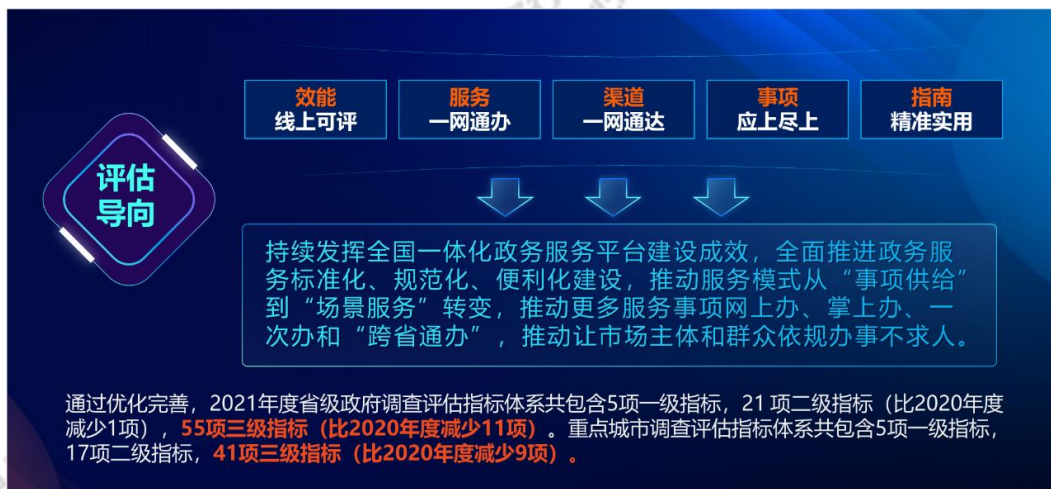 效能
线上可评
服务
一网通办
渠道
一网通达
事项
应上尽上
指南
精准实用
评估
导向
持续发挥全国一体化政务服务平台建设成效，全面推进政务服
务标准化、规范化、便利化建设，推动服务模式从“事项供给”
到“场景服务”转变，推动更多服务事项网上办、掌上办、一
次办和“跨省通办”，推动让市场主体和群众依规办事不求人。
通过优化完善，2021年度省级政府调查评估指标体系共包含5项一级指标，21项二级指标（比2020年度
减少1项），55项三级指标（比2020年度减少11项）。重点城市调查评估指标体系共包含5项一级指标，
17项二级指标，41项三级指标（比2020年度减少9项）。